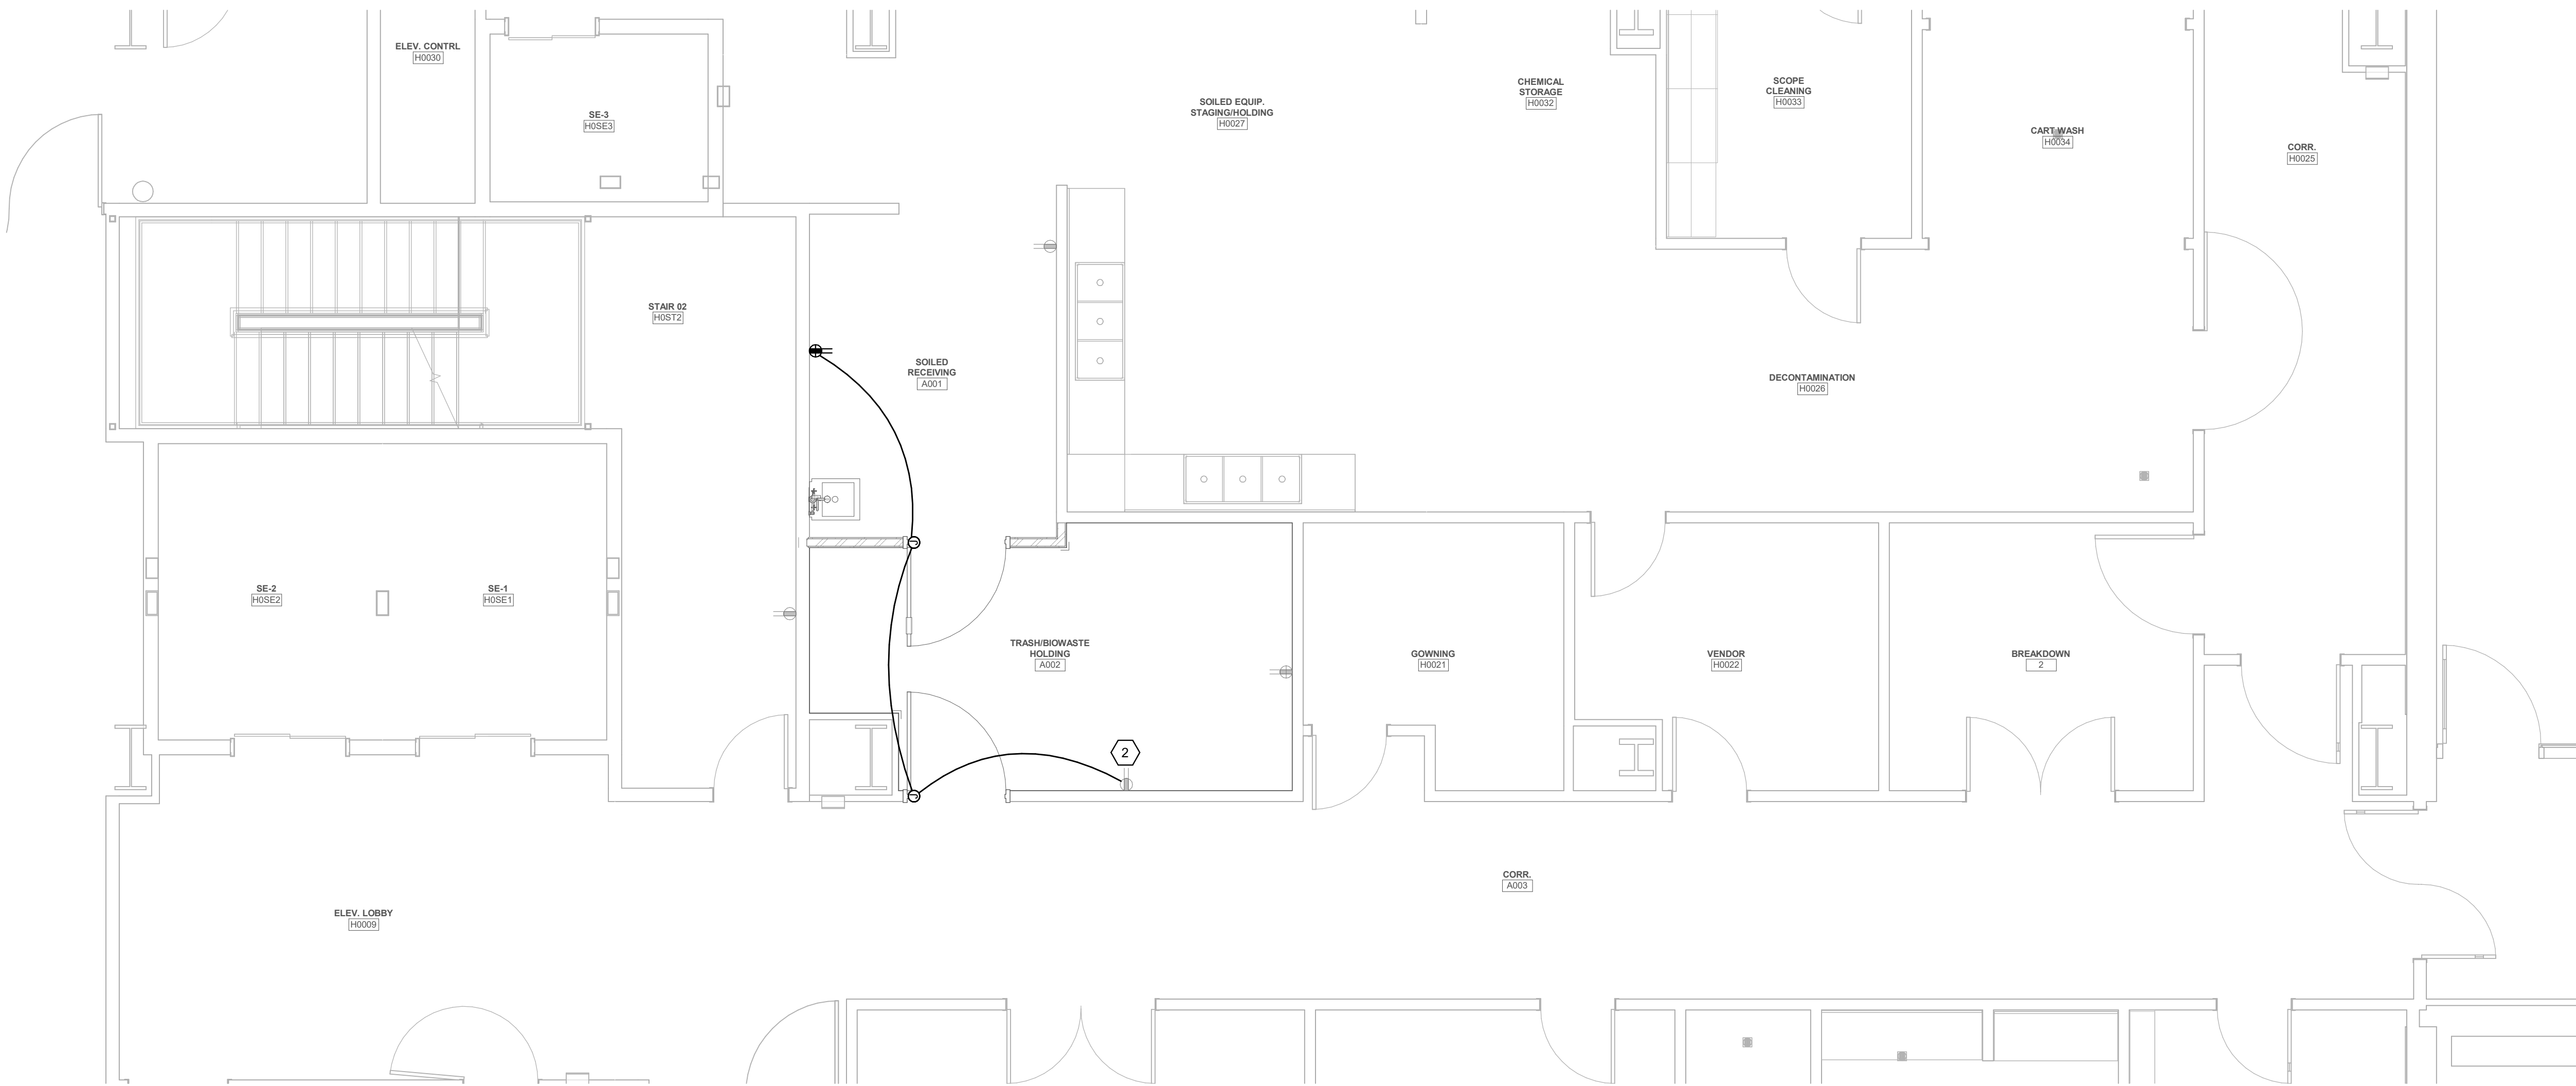 ELEV. CONTRL
H0030
SE-3
H0SE3
SOILED EQUIP.
STAGING/HOLDING
H0027
CHEMICAL
STORAGE
H0032
SCOPE
CLEANING
H0033
CART WASH
H0034
CORR.
H0025
STAIR 02
H0ST2
SOILED
RECEIVING
A001
DECONTAMINATION
H0026
SE-2
H0SE2
SE-1
H0SE1
TRASH/BIOWASTE
HOLDING
A002
GOWNING
H0021
VENDOR
H0022
BREAKDOWN
2
2
J
J
CORR.
A003
ELEV. LOBBY
H0009